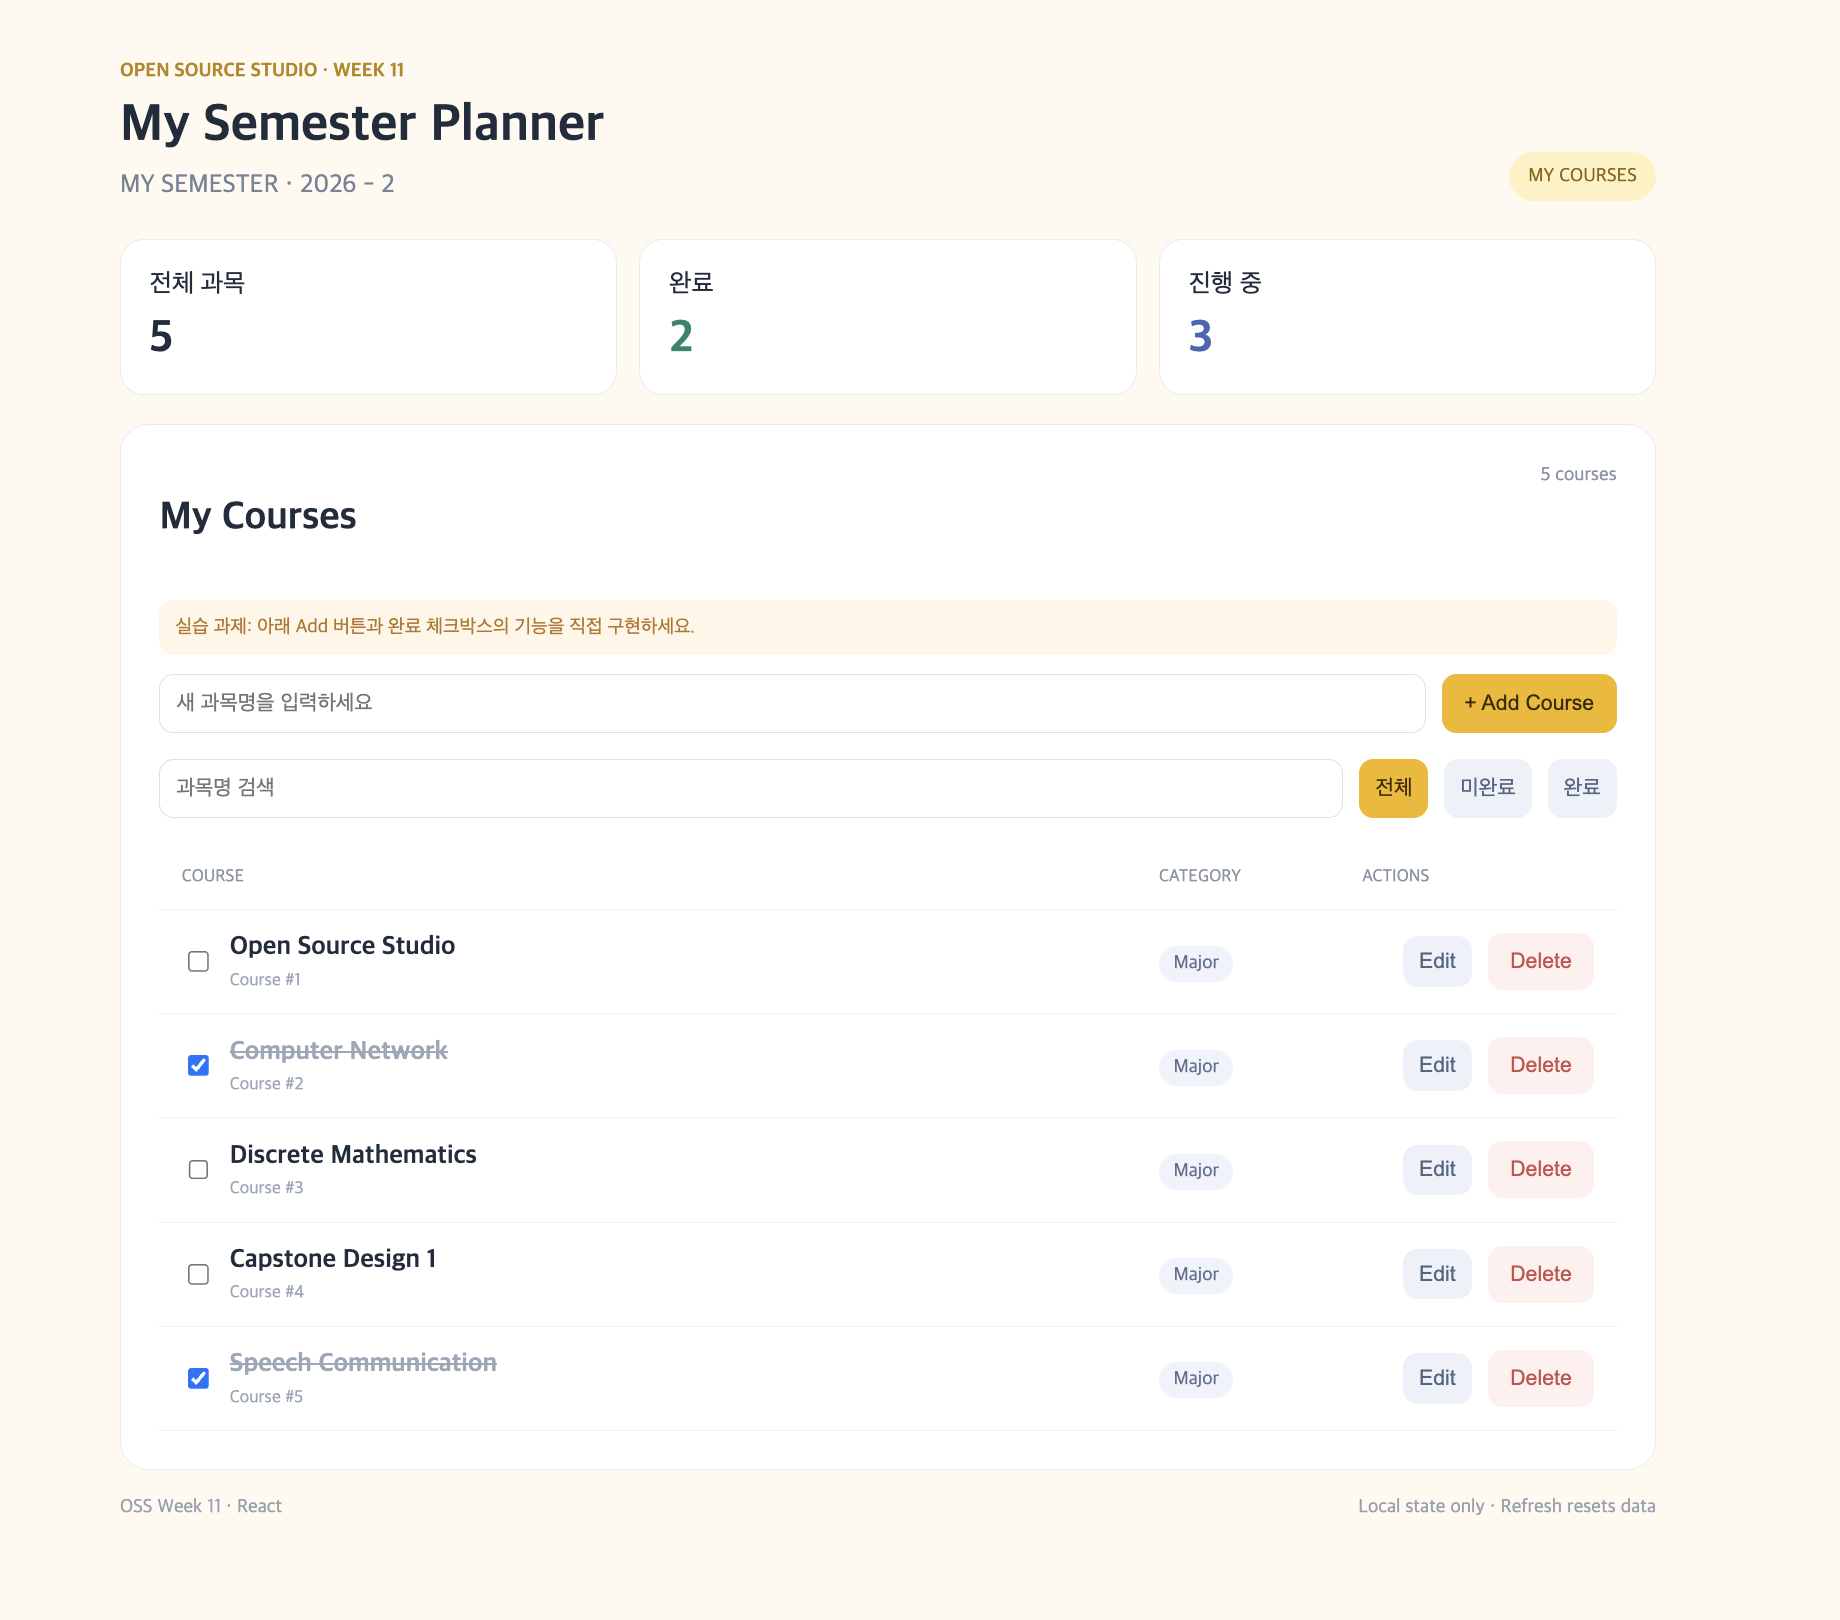 OPEN SOURCE STUDIO · WEEK 11
My Semester Planner
MY SEMESTER · 2026 - 2
MY COURSES
전체 과목
5
완료
2
진행 중
3
5 courses
My Courses
실습 과제: 아래 Add 버튼과 완료 체크박스의 기능을 직접 구현하세요.
새 과목명을 입력하세요
+ Add Course
과목명 검색
전체
미완료
완료
COURSE CATEGORY ACTIONS
Open Source Studio
Course #1
Major
Edit
Delete
Computer Network
Course #2
Major
Edit
Delete
Discrete Mathematics
Course #3
Major
Edit
Delete
Capstone Design 1
Course #4
Major
Edit
Delete
Speech Communication
Course #5
Major
Edit
Delete
OSS Week 11 · React
Local state only · Refresh resets data